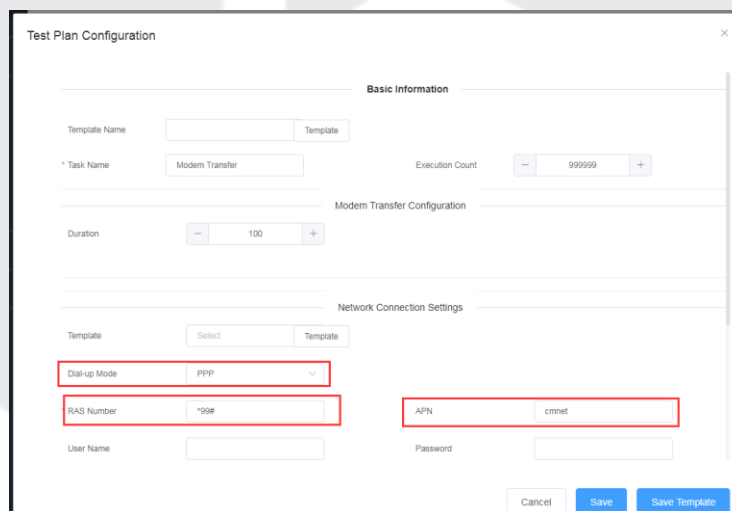 Test Plan Configuration ×
Basic Information
Template Name Template
* Task Name Modem Transfer Execution Count − 999999 +
Modem Transfer Configuration
Duration − 100 +
Network Connection Settings
Template Select Template
Dial-up Mode PPP
RAS Number *99# APN cmnet
User Name Password
Cancel Save Save Template